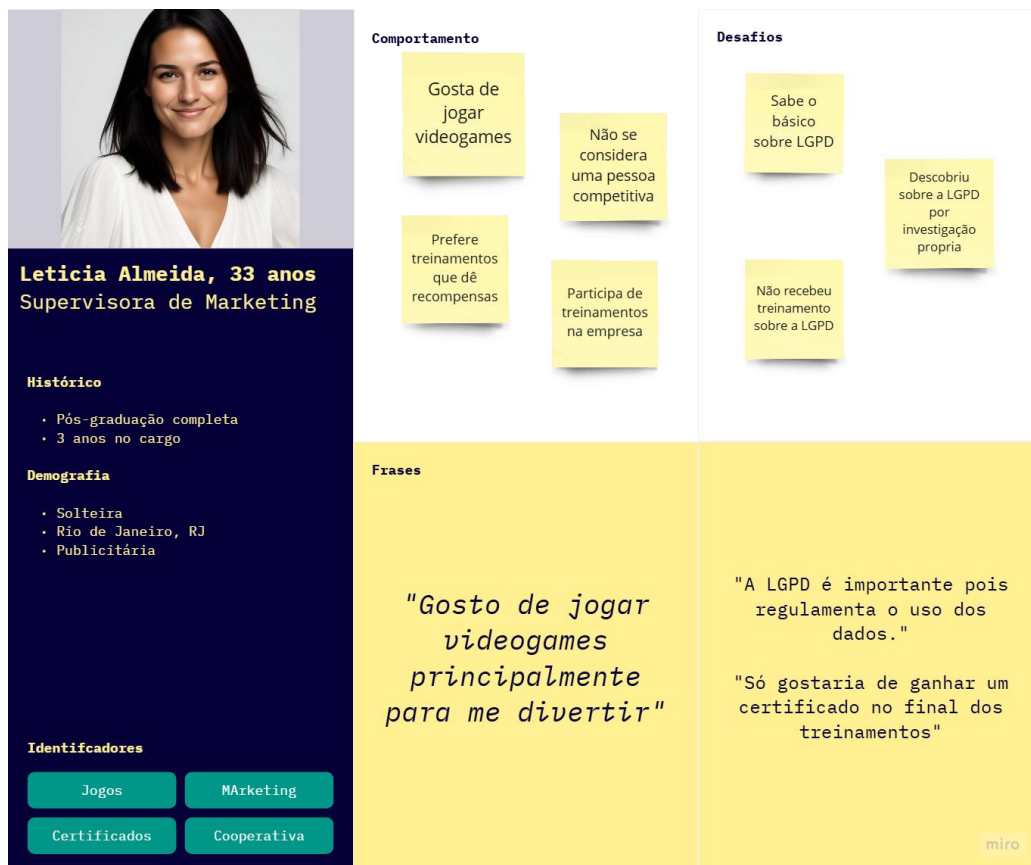 Leticia Almeida, 33 anos
Supervisora de Marketing
Histórico
• Pós-graduação completa
• 3 anos no cargo
Demografia
• Solteira
• Rio de Janeiro, RJ
• Publicitária
Identifcadores
Jogos
MArketing
Certificados
Cooperativa
Comportamento
Gosta de
jogar
videogames
Não se
considera
uma pessoa
competitiva
Prefere
treinamentos
que dê
recompensas
Participa de
treinamentos
na empresa
Desafios
Sabe o
básico
sobre LGPD
Descobriu
sobre a LGPD
por
investigação
propria
Não recebeu
treinamento
sobre a LGPD
Frases
"Gosto de jogar
videogames
principalmente
para me divertir"
"A LGPD é importante pois
regulamenta o uso dos
dados."
"Só gostaria de ganhar um
certificado no final dos
treinamentos"
miro